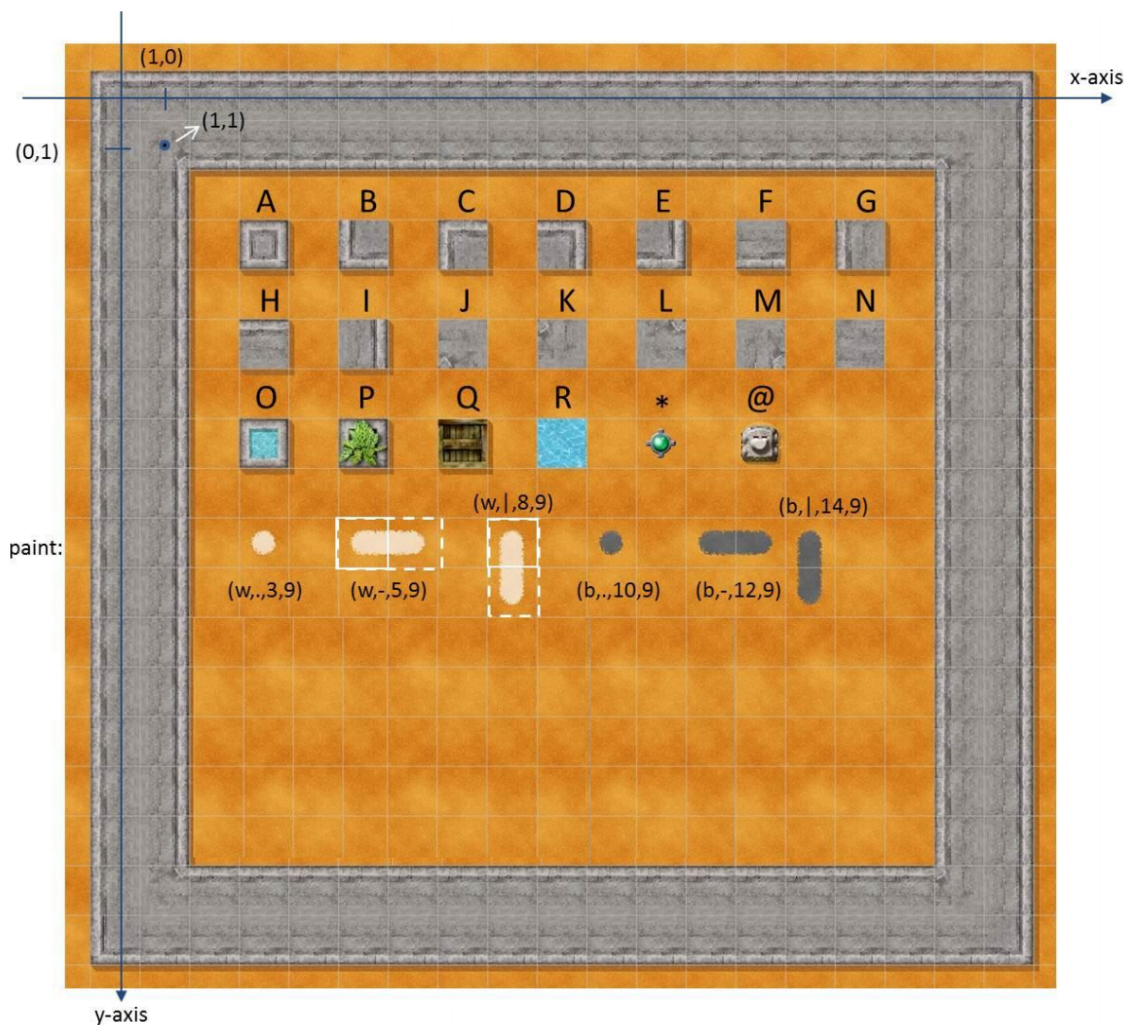 (1,0)
x-axis
(1,1)
(0,1)
A B C D E F G
H I J K L M N
O P Q R * @
(w,|,8,9) (b,|,14,9)
paint:
(w,.,3,9) (w,-,5,9) (b,.,10,9) (b,-,12,9)
y-axis